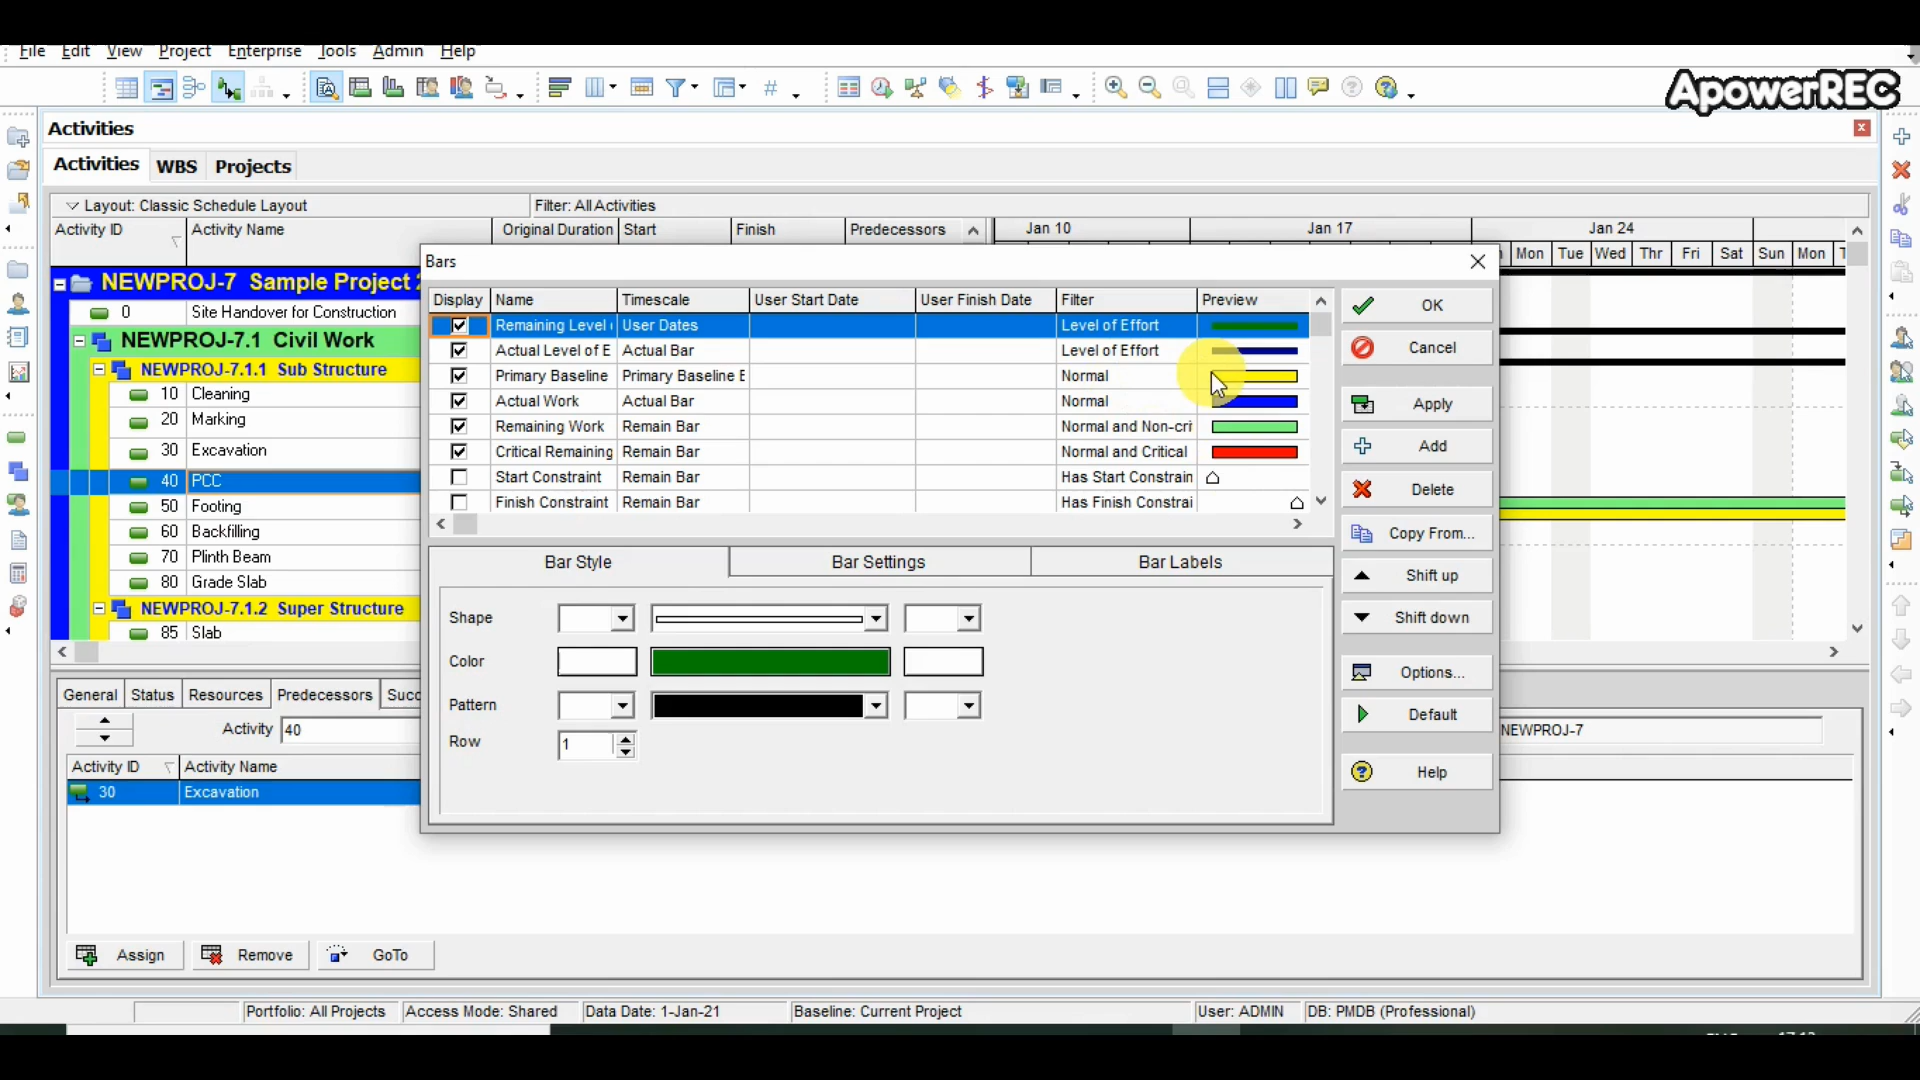 File Edit View Project Enterprise Tools Admin Help
ApowerREC
Activities
Activities WBS Projects
Layout: Classic Schedule Layout Filter: All Activities
Activity ID Activity Name Original Duration Start Finish Predecessors Jan 10 Jan 17 Jan 24
Mon Tue Wed Thr Fri Sat Sun Mon T
NEWPROJ-7 Sample Project 2
0 Site Handover for Construction
NEWPROJ-7.1 Civil Work
NEWPROJ-7.1.1 Sub Structure
10 Cleaning
20 Marking
30 Excavation
40 PCC
50 Footing
60 Backfilling
70 Plinth Beam
80 Grade Slab
NEWPROJ-7.1.2 Super Structure
85 Slab
Bars
Display Name Timescale User Start Date User Finish Date Filter Preview
Remaining Level User Dates Level of Effort
Actual Level of E Actual Bar Level of Effort
Primary Baseline Primary Baseline E Normal
Actual Work Actual Bar Normal
Remaining Work Remain Bar Normal and Non-cri
Critical Remaining Remain Bar Normal and Critical
Start Constraint Remain Bar Has Start Constrain
Finish Constraint Remain Bar Has Finish Constrai
OK
Cancel
Apply
Add
Delete
Copy From...
Shift up
Shift down
Options...
Default
Help
Bar Style Bar Settings Bar Labels
Shape
Color
Pattern
Row 1
General Status Resources Predecessors Succ
Activity 40 NEWPROJ-7
Activity ID Activity Name
30 Excavation
Assign Remove GoTo
Portfolio: All Projects Access Mode: Shared Data Date: 1-Jan-21 Baseline: Current Project User: ADMIN DB: PMDB (Professional)